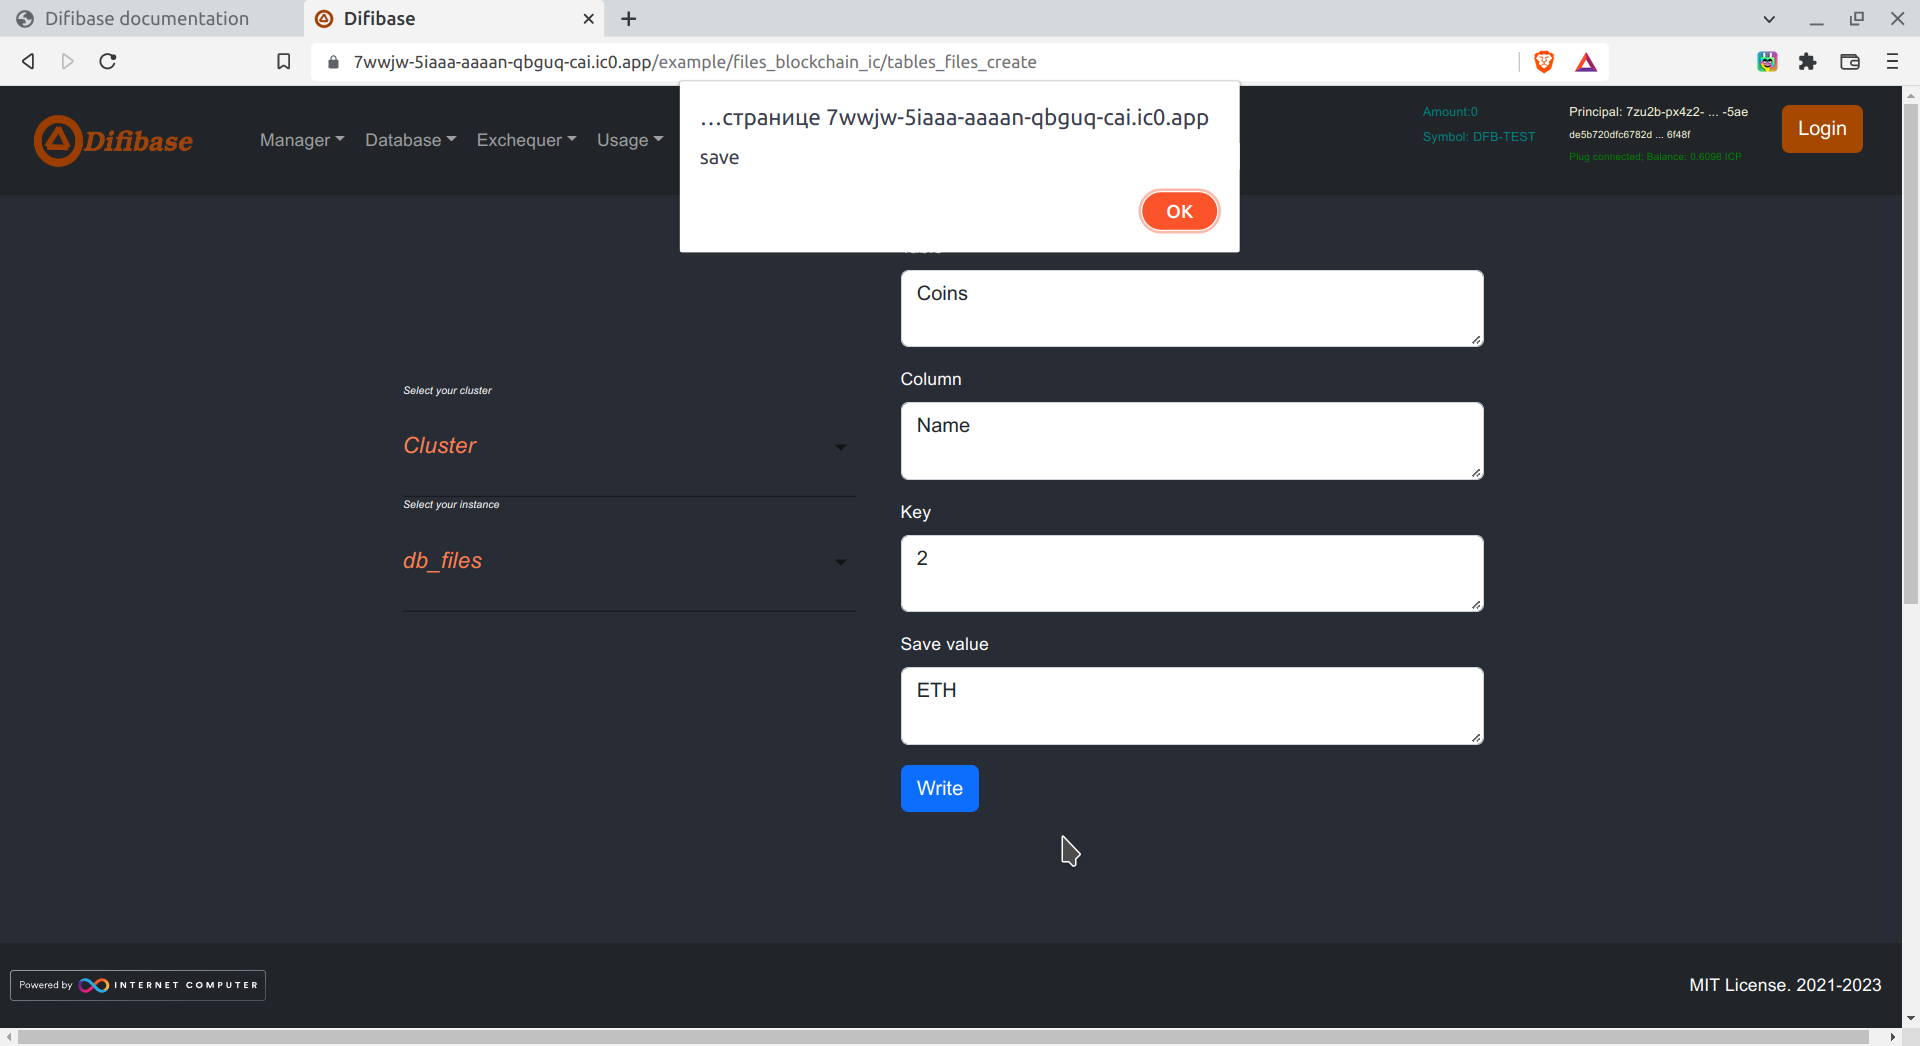 Difibase documentation
Difibase
7wwjw-5iaaa-aaaan-qbguq-cai.ic0.app/example/files_blockchain_ic/tables_files_create
…странице 7wwjw-5iaaa-aaaan-qbguq-cai.ic0.app
save
OK
Difibase
Manager
Database
Exchequer
Usage
Amount:0
Symbol: DFB-TEST
Principal: 7zu2b-px4z2- ... -5ae
de5b720dfc6782d ... 6f48f
Plug connected; Balance: 0.6098 ICP
Login
Coins
Column
Name
Select your cluster
Cluster
Select your instance
db_files
Key
2
Save value
ETH
Write
Powered by INTERNET COMPUTER
MIT License. 2021-2023